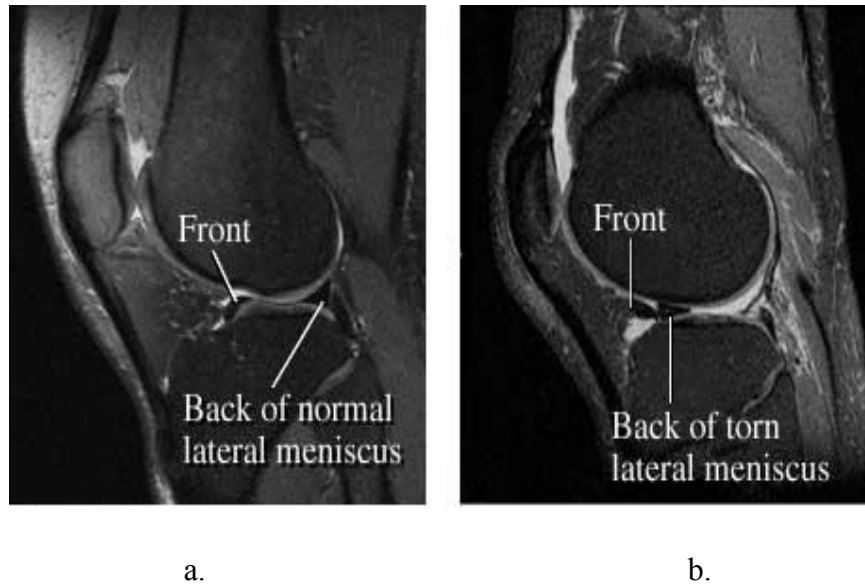 Front
Back of normal
lateral meniscus
Front
Back of torn
lateral meniscus
a.
b.